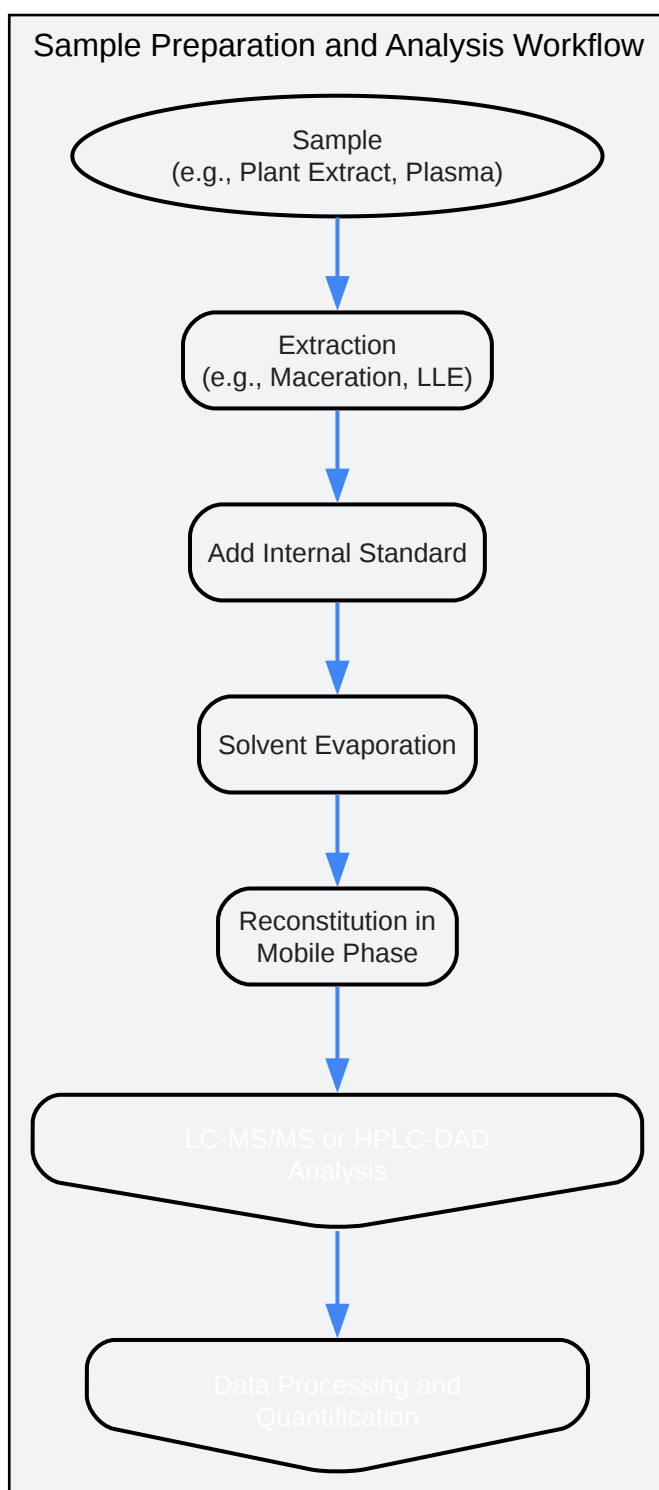 Sample Preparation and Analysis Workflow
Sample
(e.g., Plant Extract, Plasma)
Extraction
(e.g., Maceration, LLE)
Add Internal Standard
Solvent Evaporation
Reconstitution in
Mobile Phase
LC-MS/MS or HPLC-DAD
Analysis
Data Processing and
Quantification